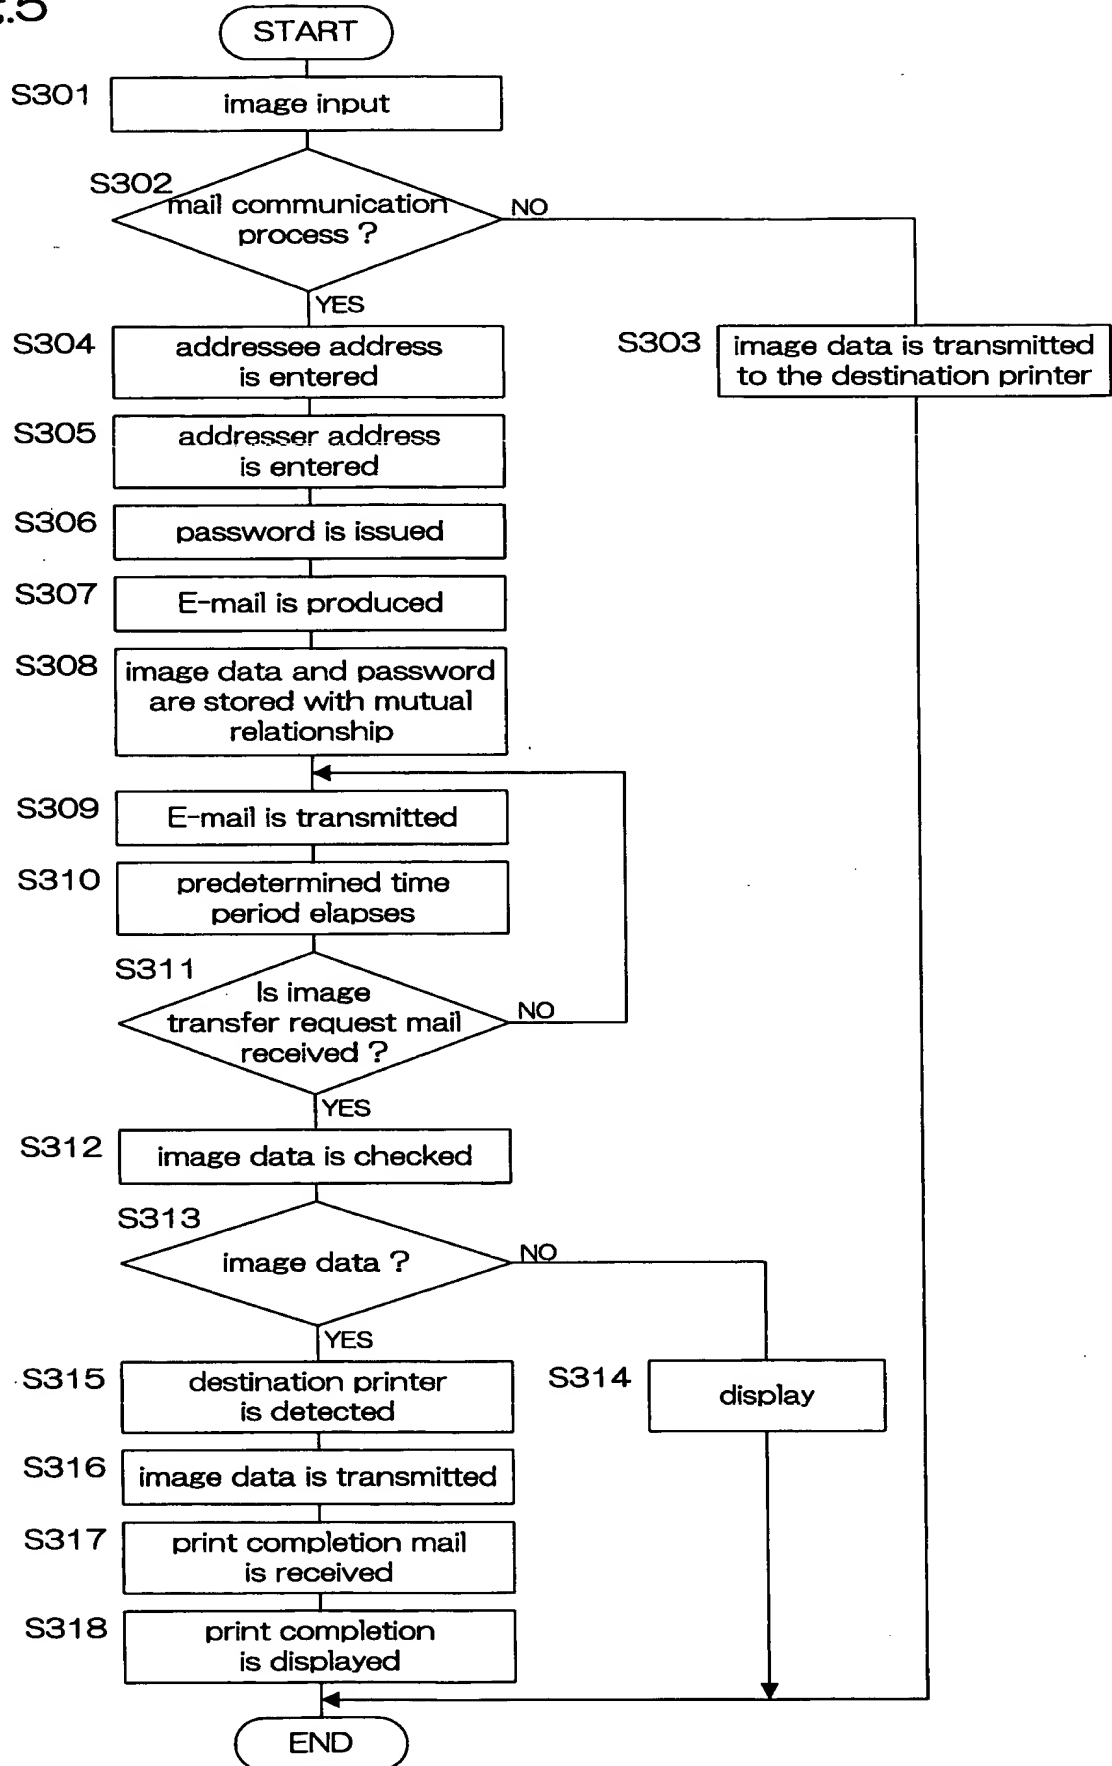 START
S301
image input
S302
mail communication
process ?
NO
YES
S304
addressee address
is entered
S303
image data is transmitted
to the destination printer
S305
addresser address
is entered
S306
password is issued
S307
E-mail is produced
S308
image data and password
are stored with mutual
relationship
S309
E-mail is transmitted
S310
predetermined time
period elapses
S311
Is image
transfer request mail
received ?
NO
YES
S312
image data is checked
S313
image data ?
NO
YES
S315
destination printer
is detected
S314
display
S316
image data is transmitted
S317
print completion mail
is received
S318
print completion
is displayed
END